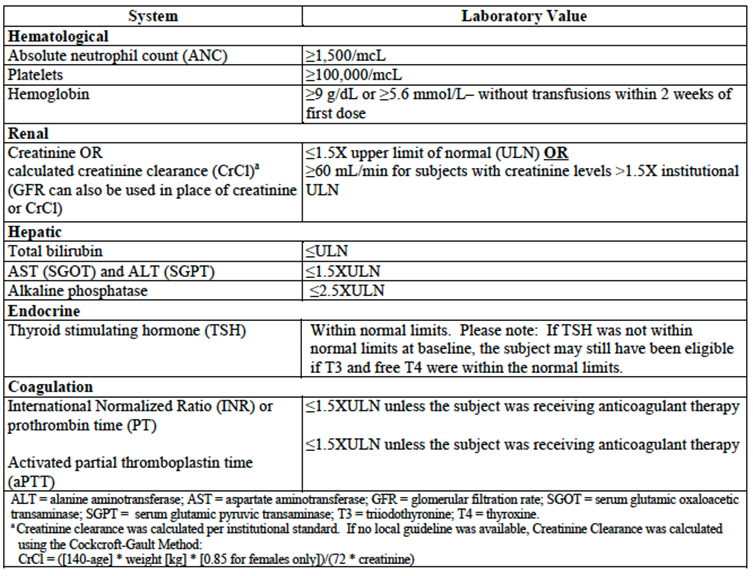 System Laboratory Value
Hematological
Absolute neutrophil count (ANC) ≥1,500/mcL
Platelets ≥100,000/mcL
Hemoglobin ≥9 g/dL or ≥5.6 mmol/L– without transfusions within 2 weeks of
first dose
Renal
Creatinine OR ≤1.5X upper limit of normal (ULN) OR
calculated creatinine clearance (CrCl)a ≥60 mL/min for subjects with creatinine levels >1.5X institutional
(GFR can also be used in place of creatinine ULN
or CrCl)
Hepatic
Total bilirubin ≤ULN
AST (SGOT) and ALT (SGPT) ≤1.5XULN
Alkaline phosphatase ≤2.5XULN
Endocrine
Thyroid stimulating hormone (TSH) Within normal limits. Please note: If TSH was not within
normal limits at baseline, the subject may still have been eligible
if T3 and free T4 were within the normal limits.
Coagulation
International Normalized Ratio (INR) or ≤1.5XULN unless the subject was receiving anticoagulant therapy
prothrombin time (PT)
≤1.5XULN unless the subject was receiving anticoagulant therapy
Activated partial thromboplastin time
(aPTT)
ALT = alanine aminotransferase; AST = aspartate aminotransferase; GFR = glomerular filtration rate; SGOT = serum glutamic oxaloacetic
transaminase; SGPT = serum glutamic pyrivic transaminase; T3 = triiodothyronine; T4 = thyroxine.
a Creatinine clearance was calculated per institutional standard. If no local guideline was available, Creatinine Clearance was calculated
using the Cockcroft-Gault Method:
CrCl = ([140-age] * weight [kg] * [0.85 for females only])/(72 * creatinine)